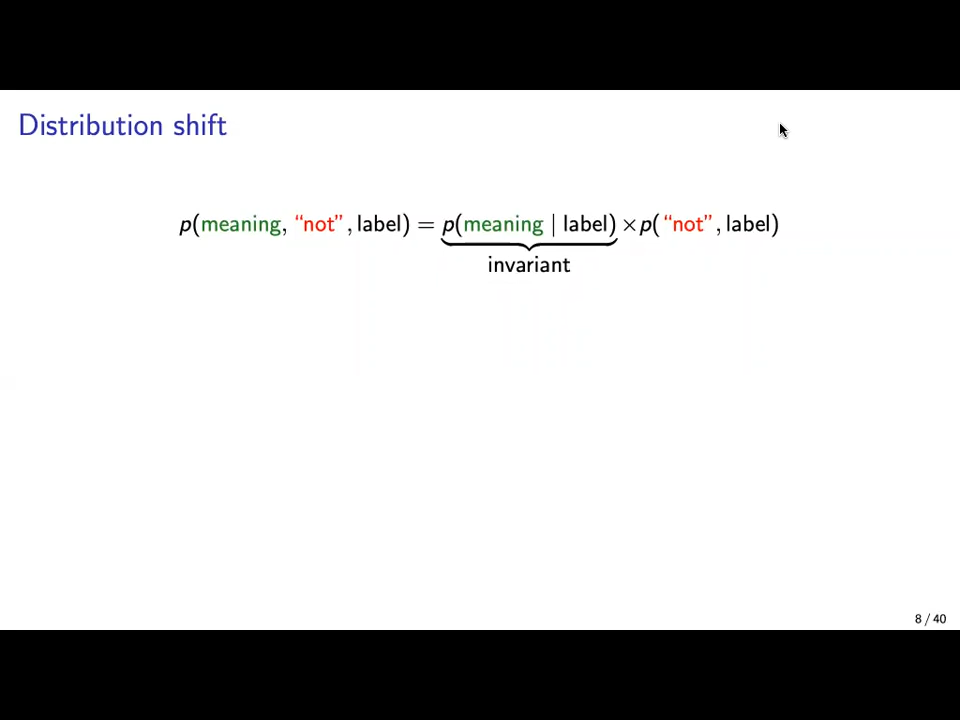 Distribution shift
p(meaning, “not”, label) = p(meaning | label) × p(“not”, label)
invariant
8 / 40